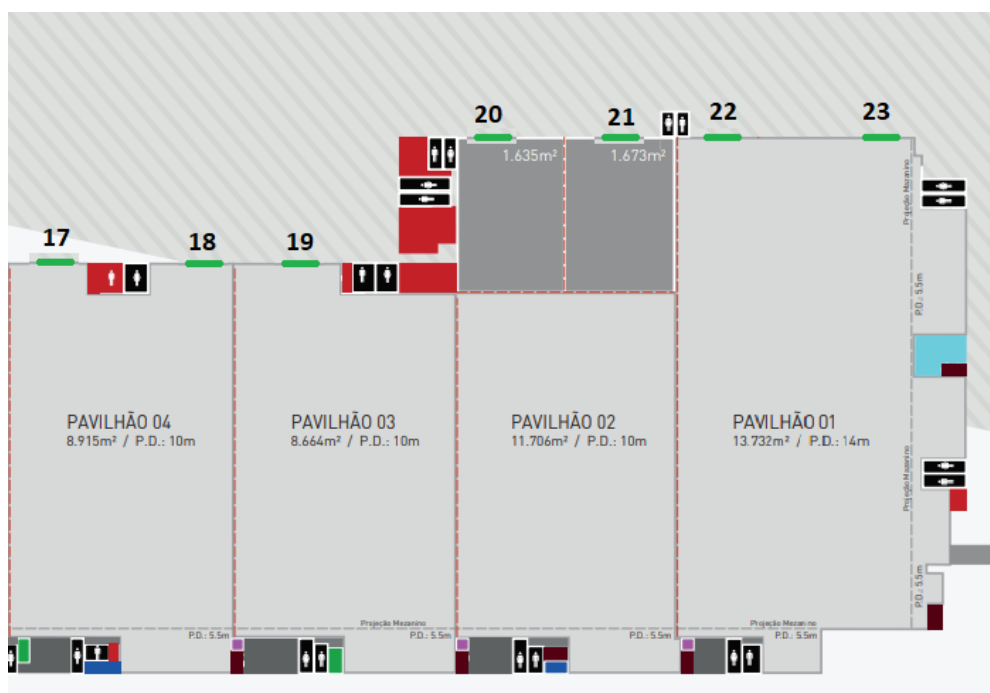 20
21
22
23
1.635m²
1.673m²
Projeção Mezanino
17
18
19
P.D.: 5.5m
PAVILHÃO 04
8.915m² / P.D.: 10m
PAVILHÃO 03
8.664m² / P.D.: 10m
PAVILHÃO 02
11.706m² / P.D.: 10m
PAVILHÃO 01
13.732m² / P.D.: 14m
Projeção Mezanino
P.D.: 5.5m
Projeção Mezanino
Projeção Mezanino
P.D.: 5.5m
P.D.: 5.5m
P.D.: 5.5m
P.D.: 5.5m